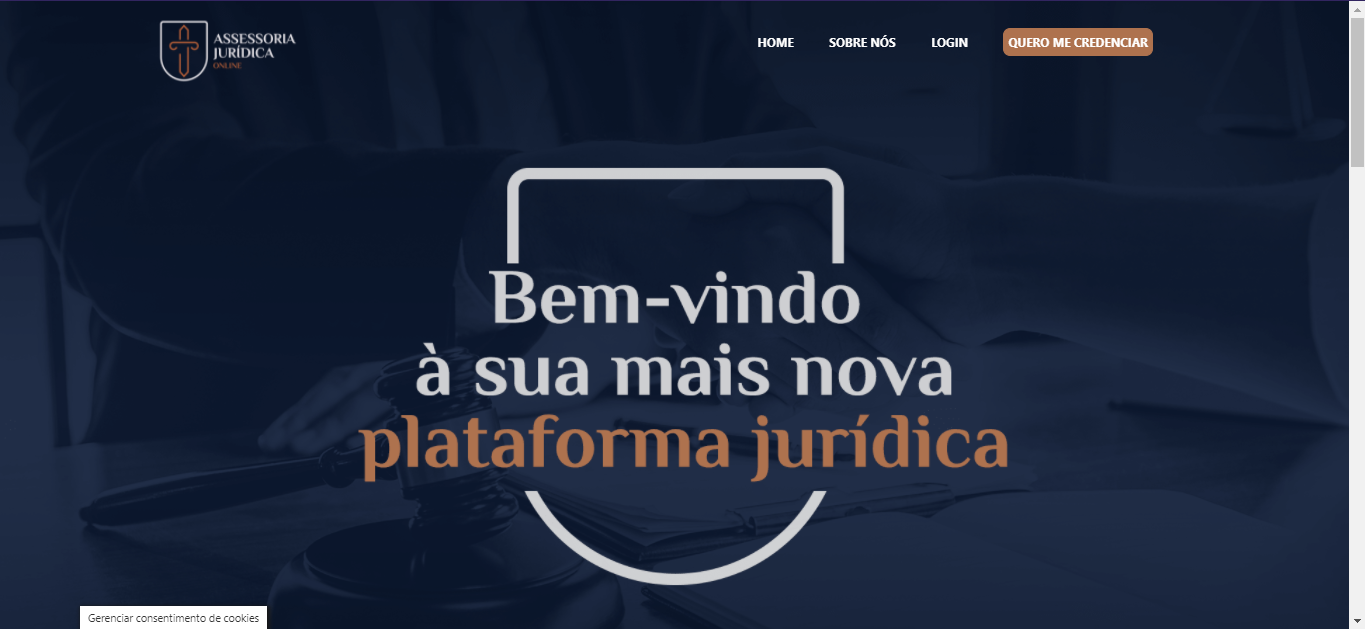 ASSESSORIA
JURÍDICA
ONLINE
HOME
SOBRE NÓS
LOGIN
QUERO ME CREDENCIAR
Bem-vindo
à sua mais nova
plataforma jurídica
Gerenciar consentimento de cookies